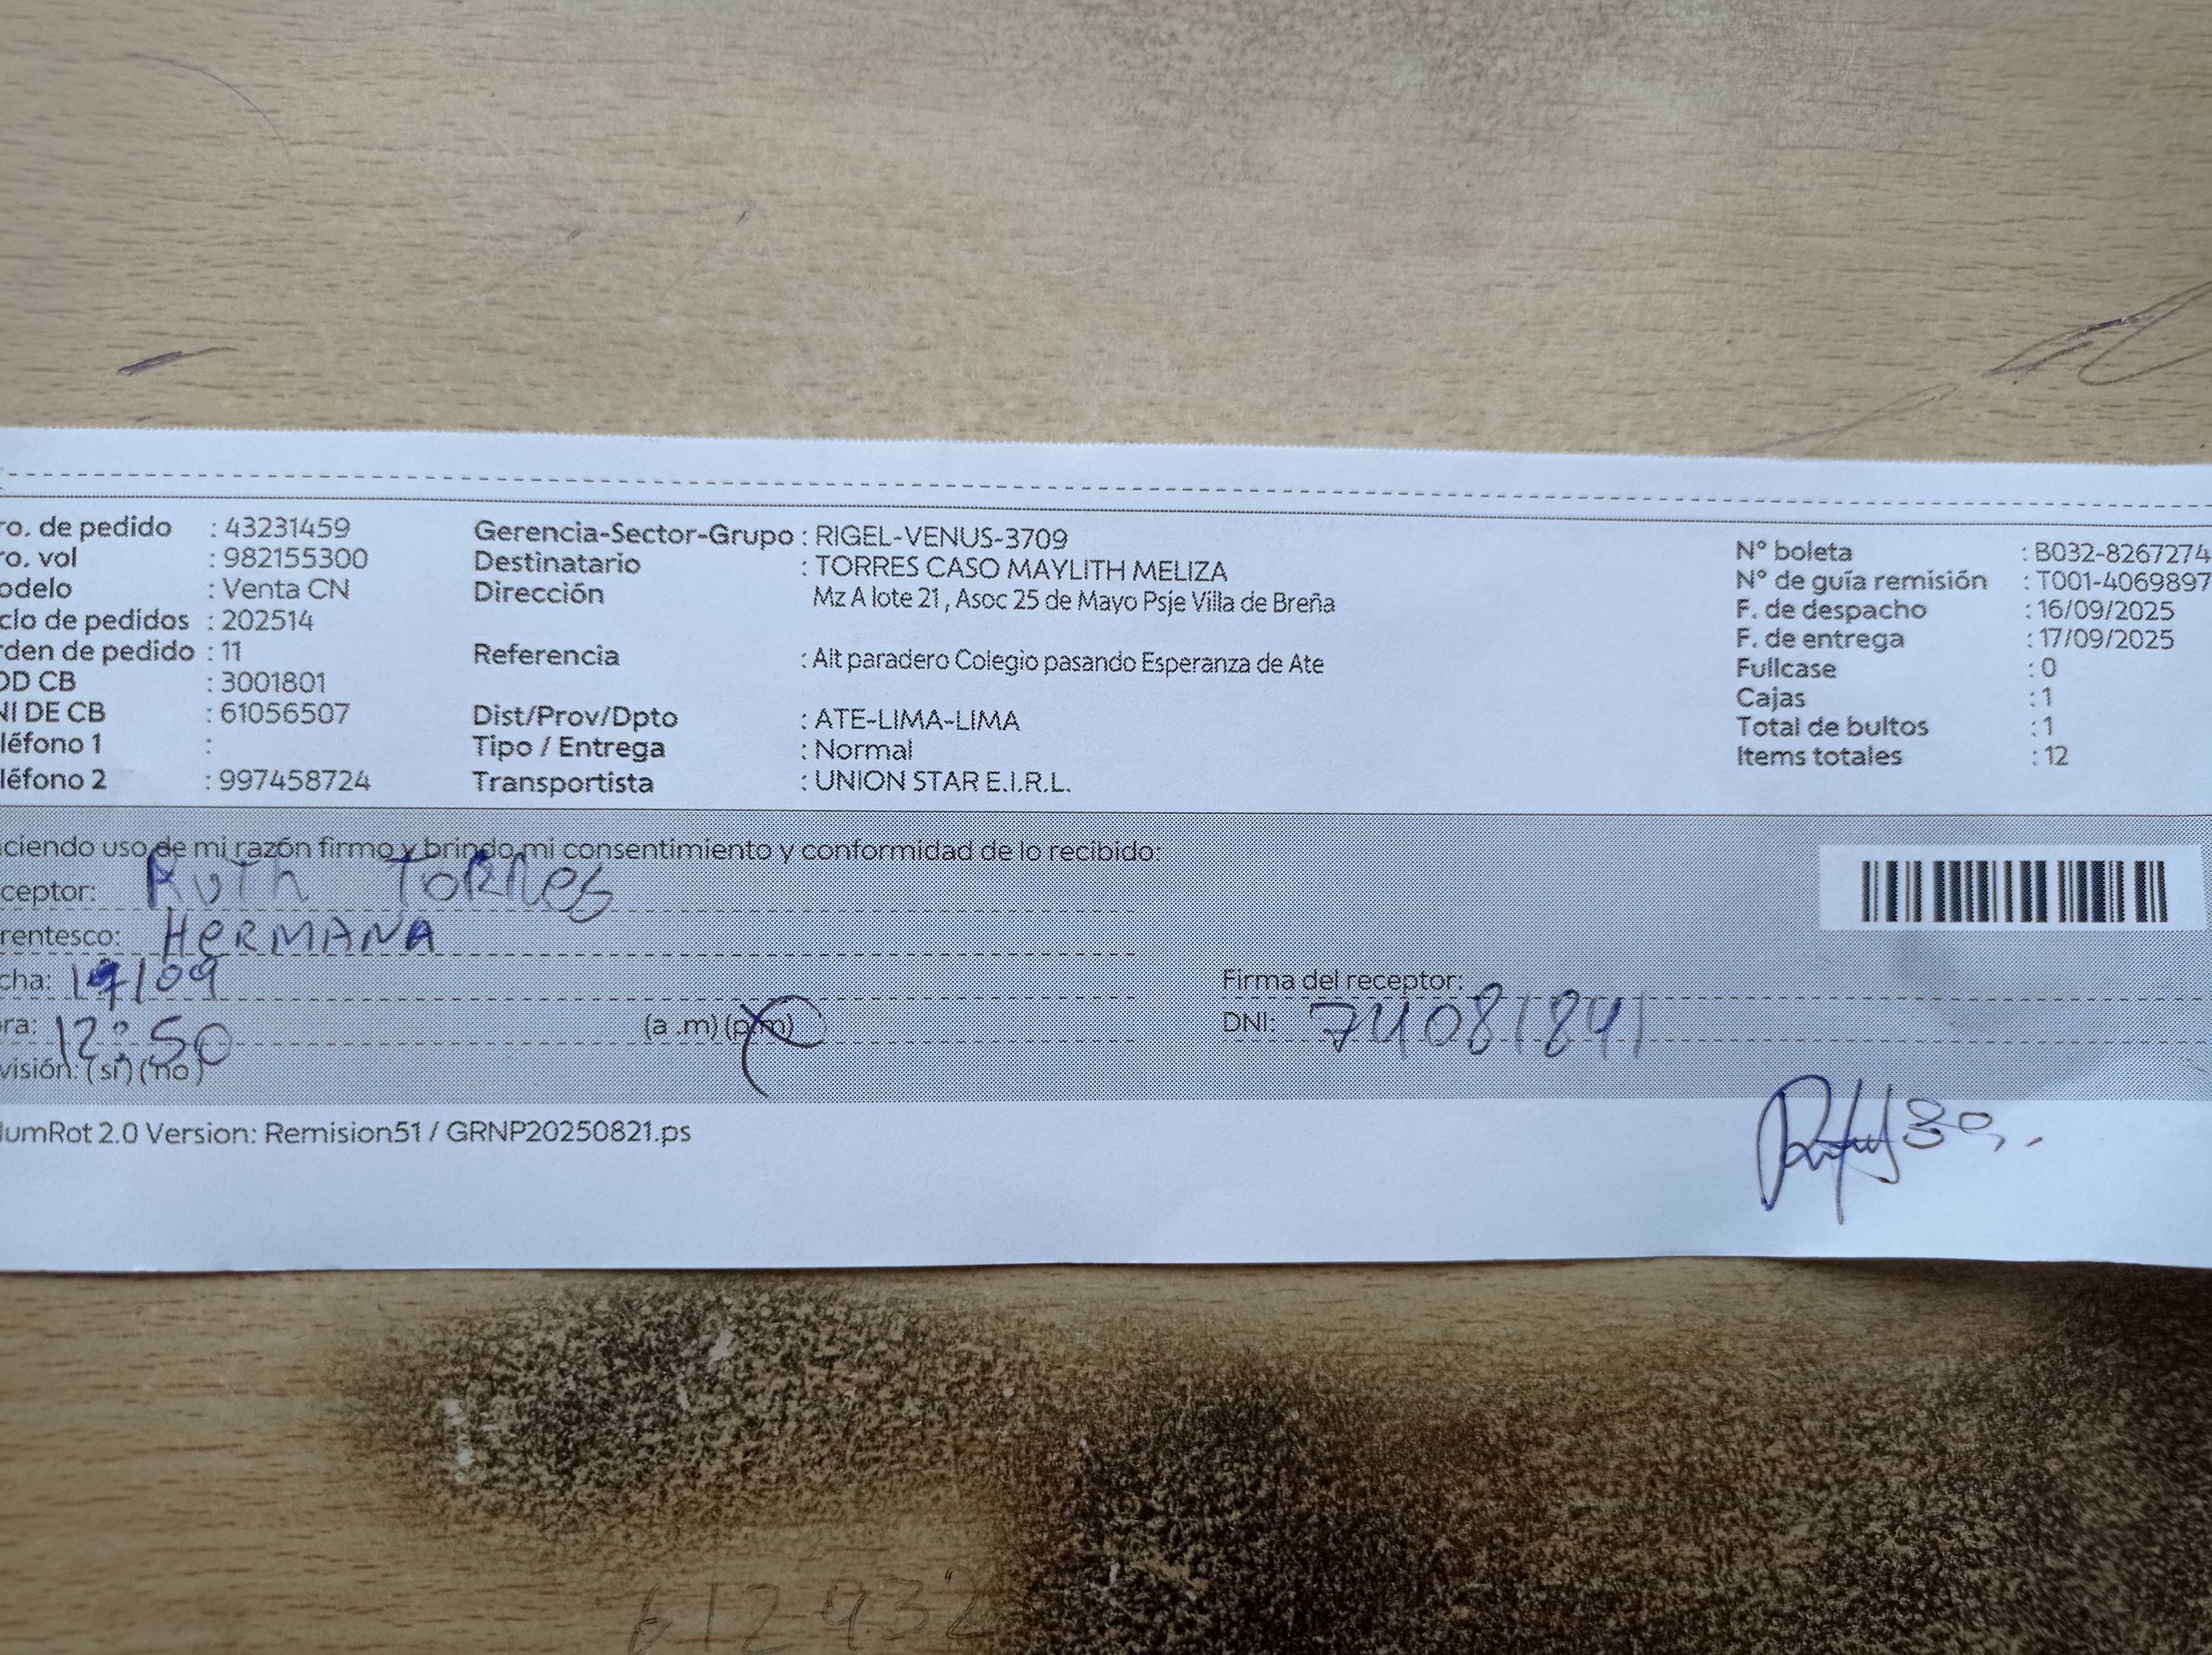 ro. de pedido : 43231459
ro. vol : 982155300
odelo : Venta CN
clo de pedidos : 202514
rden de pedido : 11
OD CB : 3001801
NI DE CB : 61056507
léfono 1 :
léfono 2 : 997458724
Gerencia-Sector-Grupo : RIGEL-VENUS-3709
Destinatario : TORRES CASO MAYLITH MELIZA
Dirección Mz A lote 21 , Asoc 25 de Mayo Psje Villa de Breña
Referencia : Alt paradero Colegio pasando Esperanza de Ate
Dist/Prov/Dpto : ATE-LIMA-LIMA
Tipo / Entrega : Normal
Transportista : UNION STAR E.I.R.L.
N° boleta : B032-8267274
N° de guía remisión : T001-4069897
F. de despacho : 16/09/2025
F. de entrega : 17/09/2025
Fullcase : 0
Cajas : 1
Total de bultos : 1
Items totales : 12
ciendo uso de mi razón firmo y brindo mi consentimiento y conformidad de lo recibido:
ceptor: Ruth Torres
rentesco: HeRMANA
cha: 17/09
ra: 12:50 (a .m) (p.m)
visión: (si) (no)
Firma del receptor:
DNI: 74081841
umRot 2.0 Version: Remision51 / GRNP20250821.ps
612932